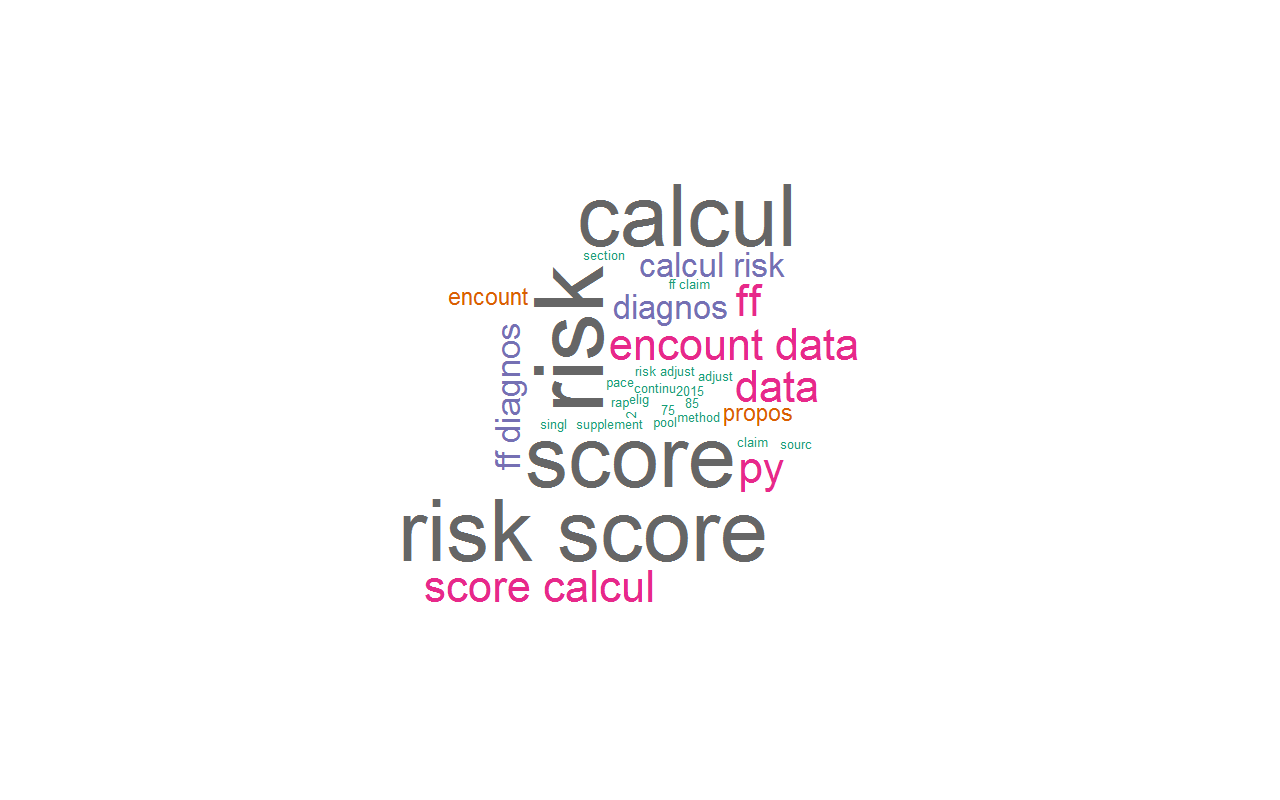 calcul
section
calcul risk
ff claim
encount
risk
diagnos
ff
ff diagnos
encount data
risk adjust
adjust
pace
continu
2015
data
rap
elig
75
85
2
propos
singl
supplement
pool
method
claim
sourc
score
py
risk score
score calcul